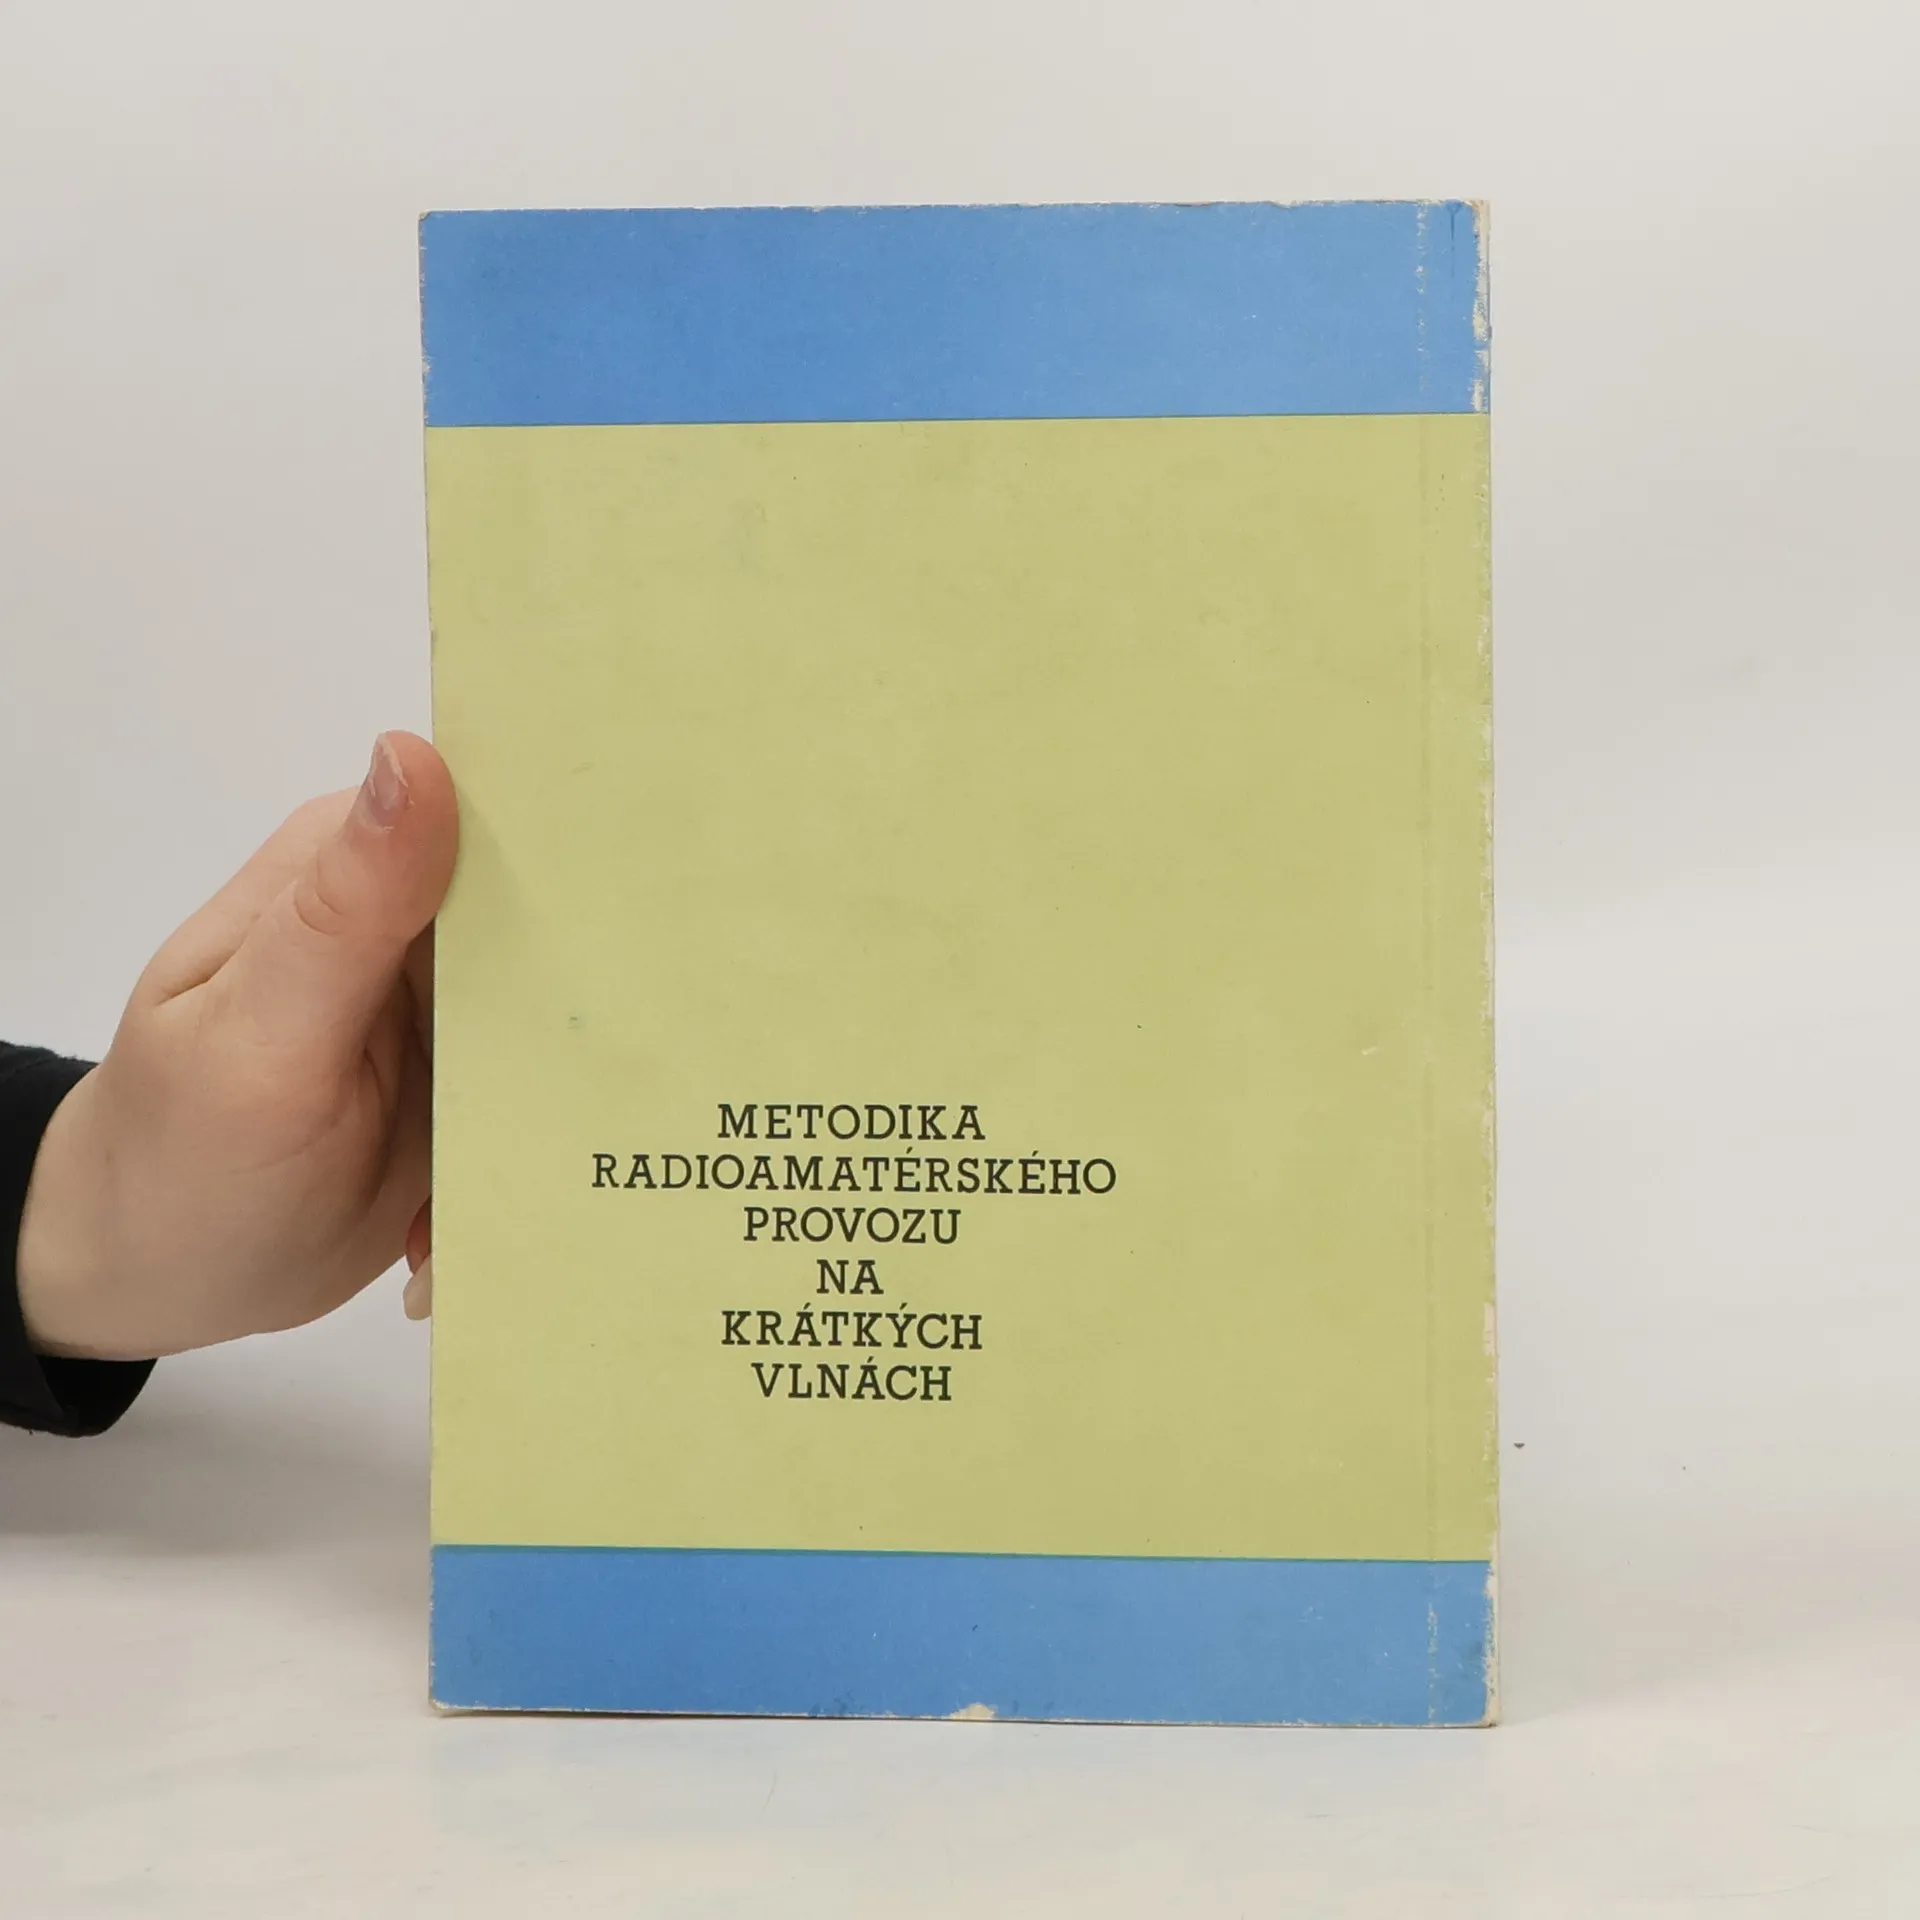 METODIKA
RADIOAMATÉRSKÉHO
PROVOZU
NA
KRÁTKÝCH
VLNÁCH